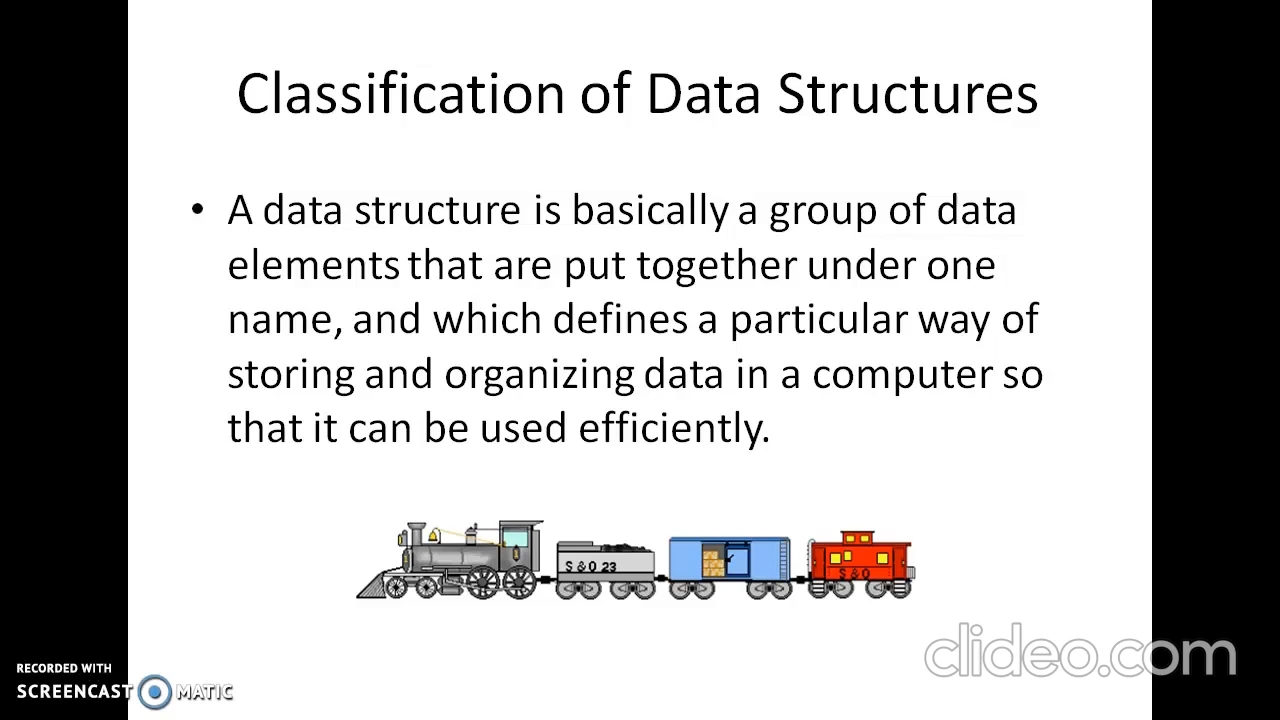 Classification of Data Structures
• A data structure is basically a group of data
elements that are put together under one
name, and which defines a particular way of
storing and organizing data in a computer so
that it can be used efficiently.
S & O 23
S & O
clideo.com
RECORDED WITH
SCREENCAST MATIC